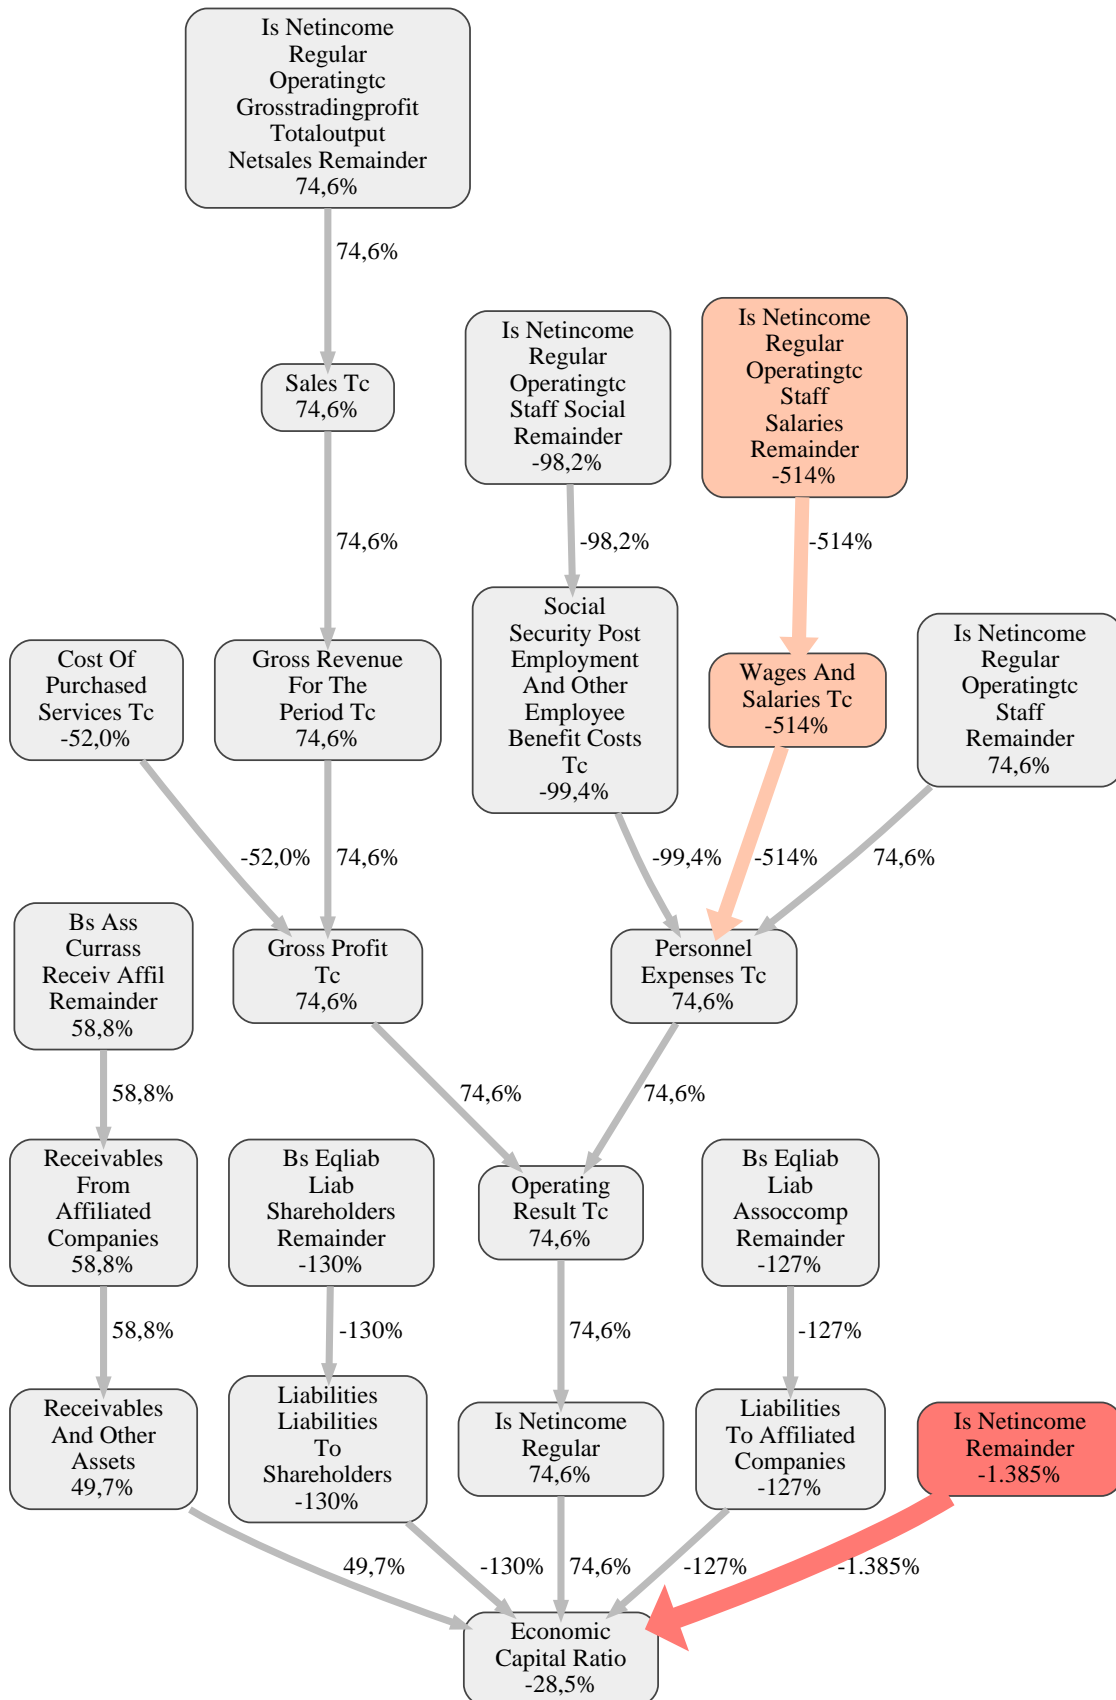 Is Netincome
Regular
Operatingtc
Grosstradingprofit
Totaloutput
Netsales Remainder
74,6%
74,6%
Sales Tc
74,6%
Is Netincome
Regular
Operatingtc
Staff Social
Remainder
-98,2%
Is Netincome
Regular
Operatingtc
Staff
Salaries
Remainder
-514%
74,6%
-98,2%
-514%
Cost Of
Purchased
Services Tc
-52,0%
Gross Revenue
For The
Period Tc
74,6%
Social
Security Post
Employment
And Other
Employee
Benefit Costs
Tc
-99,4%
Wages And
Salaries Tc
-514%
Is Netincome
Regular
Operatingtc
Staff
Remainder
74,6%
-52,0%
74,6%
-99,4%
-514%
74,6%
Bs Ass
Currass
Receiv Affil
Remainder
58,8%
Gross Profit
Tc
74,6%
Personnel
Expenses Tc
74,6%
58,8%
74,6%
74,6%
Receivables
From
Affiliated
Companies
58,8%
Bs Eqliab
Liab
Shareholders
Remainder
-130%
Operating
Result Tc
74,6%
Bs Eqliab
Liab
Assoccomp
Remainder
-127%
58,8%
-130%
74,6%
-127%
Receivables
And Other
Assets
49,7%
Liabilities
Liabilities
To
Shareholders
-130%
Is Netincome
Regular
74,6%
Liabilities
To Affiliated
Companies
-127%
Is Netincome
Remainder
-1.385%
49,7%
-130%
74,6%
-127%
-1.385%
Economic
Capital Ratio
-28,5%